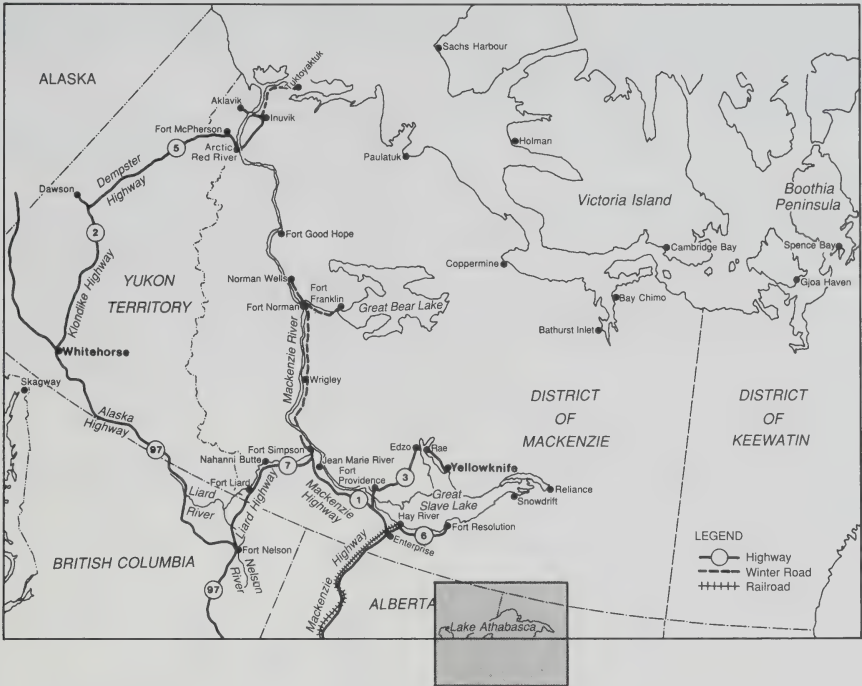 Sachs Harbour
ALASKA
Tuktoyaktuk
Aklavik
Inuvik
Fort McPherson
Arctic
Red River
5
Dempster
Highway
Holman
Paulatuk
Dawson
Victoria Island
Boothia
Peninsula
2
Fort Good Hope
Cambridge Bay
Spence Bay
Coppermine
YUKON
TERRITORY
Klondike Highway
Norman Wells
Fort
Franklin
Great Bear Lake
Gjoa Haven
Bay Chimo
Fort Norman
Bathurst Inlet
Mackenzie River
Whitehorse
Wrigley
Skagway
DISTRICT
OF
MACKENZIE
DISTRICT
OF
KEEWATIN
Alaska
Highway
97
Edzo
Rae
Fort Simpson
Nahanni Butte
7
Jean Marie River
Fort
Providence
3
Yellowknife
Fort Liard
Liard
River
Liard Highway
Mackenzie
Highway
1
Great
Slave Lake
Reliance
Snowdrift
Hay River
6
Fort Resolution
Enterprise
LEGEND
Highway
Winter Road
Railroad
Fort Nelson
BRITISH COLUMBIA
97
Nelson
River
Mackenzie Highway
ALBERTA
Lake Athabasca